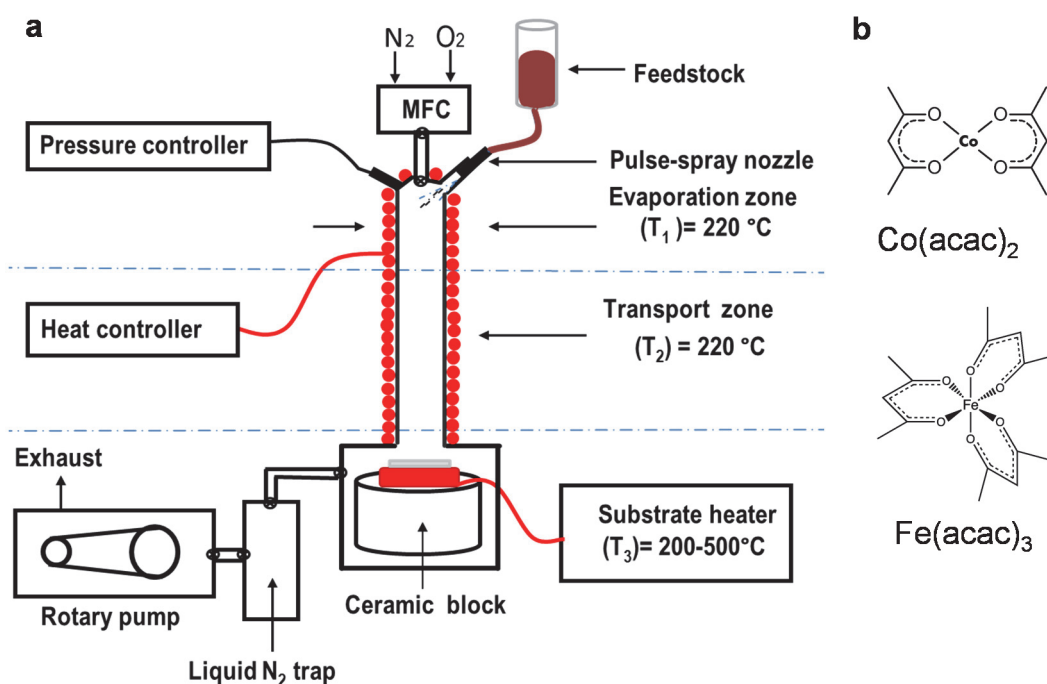 a
N₂ O₂
MFC
Feedstock
Pressure controller
Pulse-spray nozzle
Evaporation zone
(T₁ )= 220 °C
Heat controller
Transport zone
(T₂) = 220 °C
Exhaust
Substrate heater
(T₃)= 200-500°C
Rotary pump
Ceramic block
Liquid N₂ trap
b
O O
Co
O O
Co(acac)₂
O O
O Fe O
O O
Fe(acac)₃